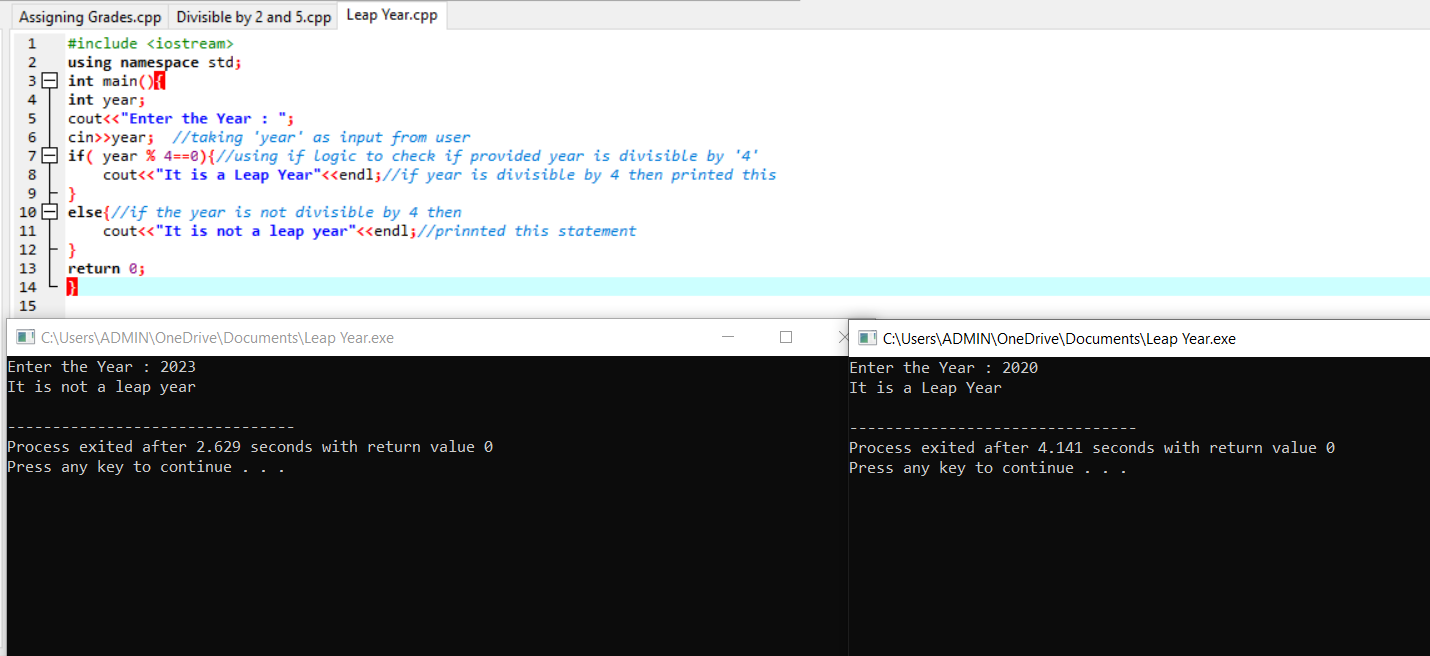 Assigning Grades.cpp Divisible by 2 and 5.cpp Leap Year.cpp
1 #include <iostream>
2 using namespace std;
3 int main(){
4 int year;
5 cout<<"Enter the Year : ";
6 cin>>year;  //taking 'year' as input from user
7 if( year % 4==0){//using if logic to check if provided year is divisible by '4'
8     cout<<"It is a Leap Year"<<endl;//if year is divisible by 4 then printed this
9 }
10 else{//if the year is not divisible by 4 then
11     cout<<"It is not a leap year"<<endl;//prinnted this statement
12 }
13 return 0;
14 }
15
C:\Users\ADMIN\OneDrive\Documents\Leap Year.exe
Enter the Year : 2023
It is not a leap year
--------------------------------
Process exited after 2.629 seconds with return value 0
Press any key to continue . . .
C:\Users\ADMIN\OneDrive\Documents\Leap Year.exe
Enter the Year : 2020
It is a Leap Year
--------------------------------
Process exited after 4.141 seconds with return value 0
Press any key to continue . . .